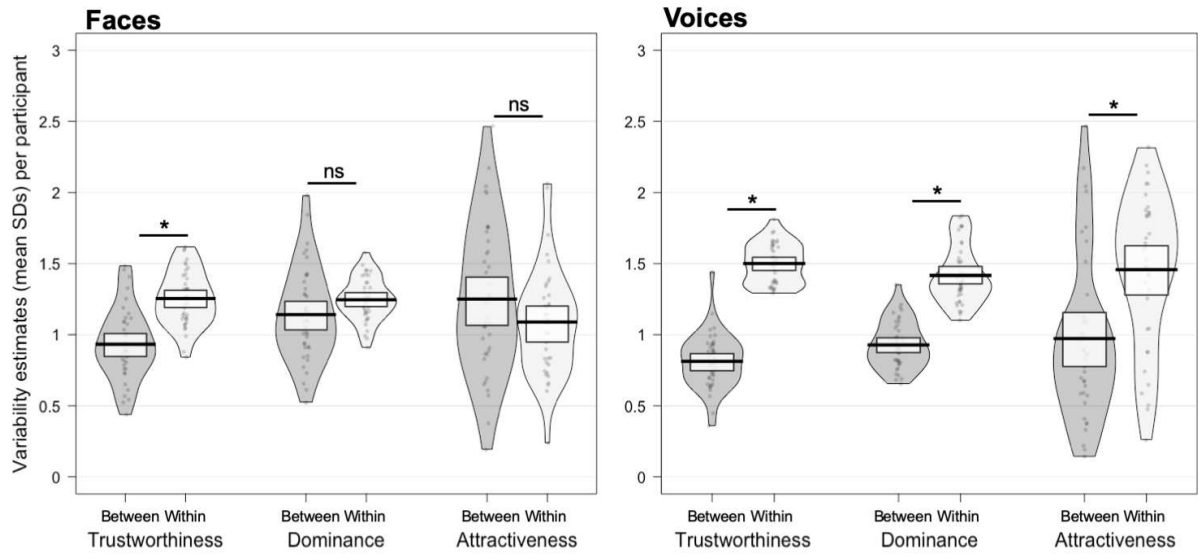 Faces
Voices
Variability estimates (mean SDs) per participant
3
2.5
2
1.5
1
0.5
0
*
ns
ns
Between Within
Between Within
Between Within
Trustworthiness
Dominance
Attractiveness
3
2.5
2
1.5
1
0.5
0
*
*
*
Between Within
Between Within
Between Within
Trustworthiness
Dominance
Attractiveness